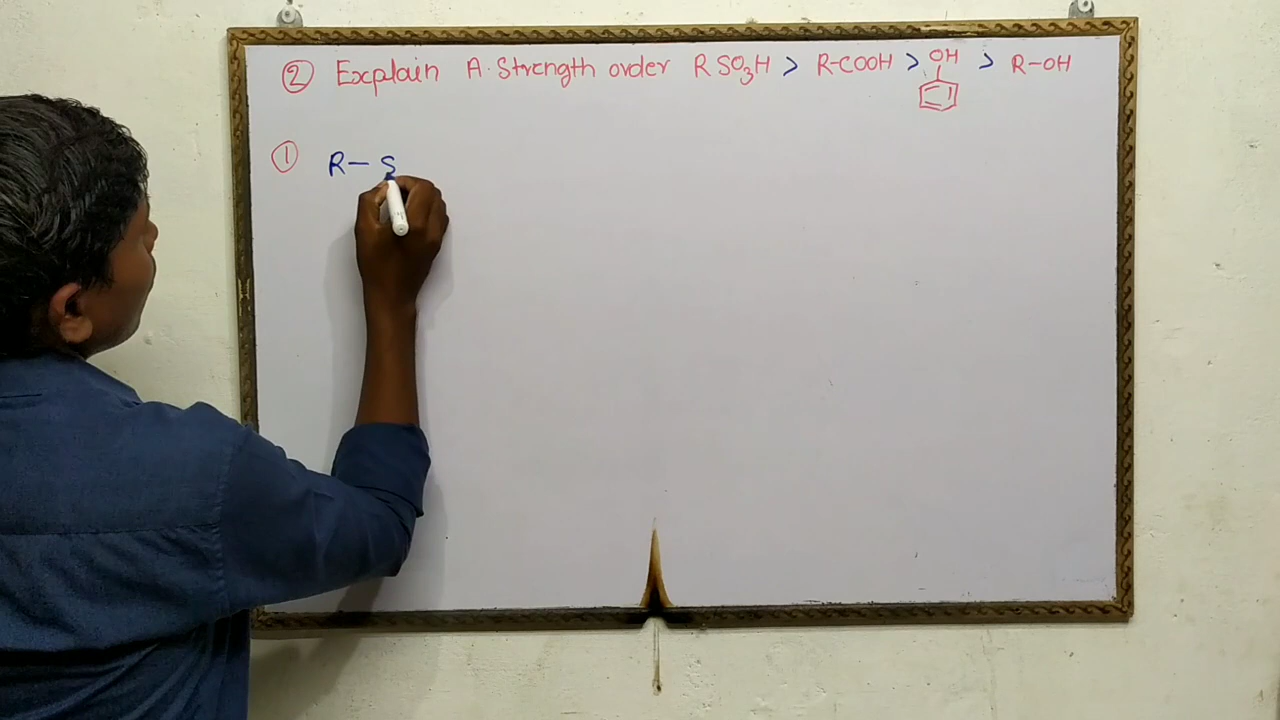 ② Explain A. Strength order RSO₃H > R-COOH > OH > R-OH
① R- S